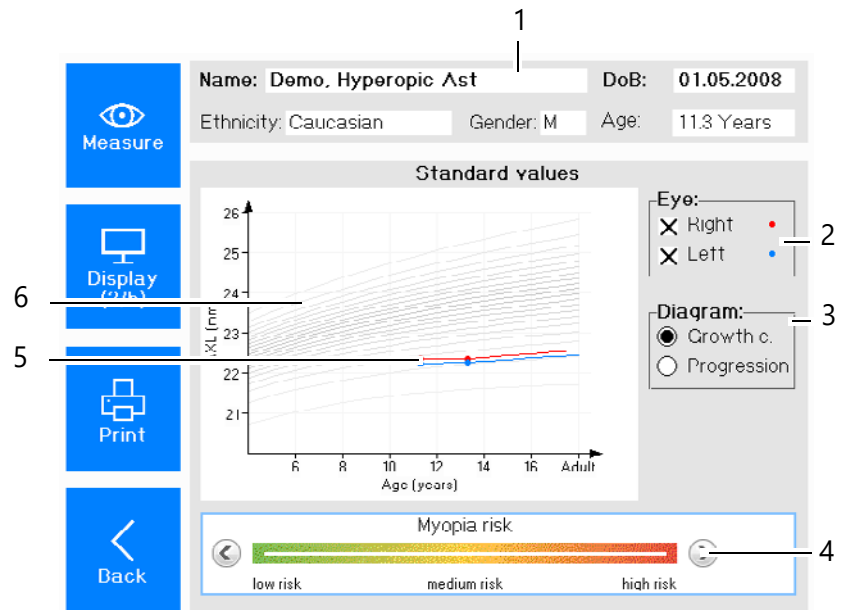 1
Name: Demo, Hyperopic Ast DoB: 01.05.2008
Ethnicity: Caucasian Gender: M Age: 11.3 Years
Measure
Standard values
Eye:
Right
Left
2
Display
Diagram:
Growth c.
Progression
3
6
5
26
25
24
23
22
21
6 8 10 12 14 16 Adult
Age (years)
Print
Myopia risk
4
low risk medium risk high risk
Back